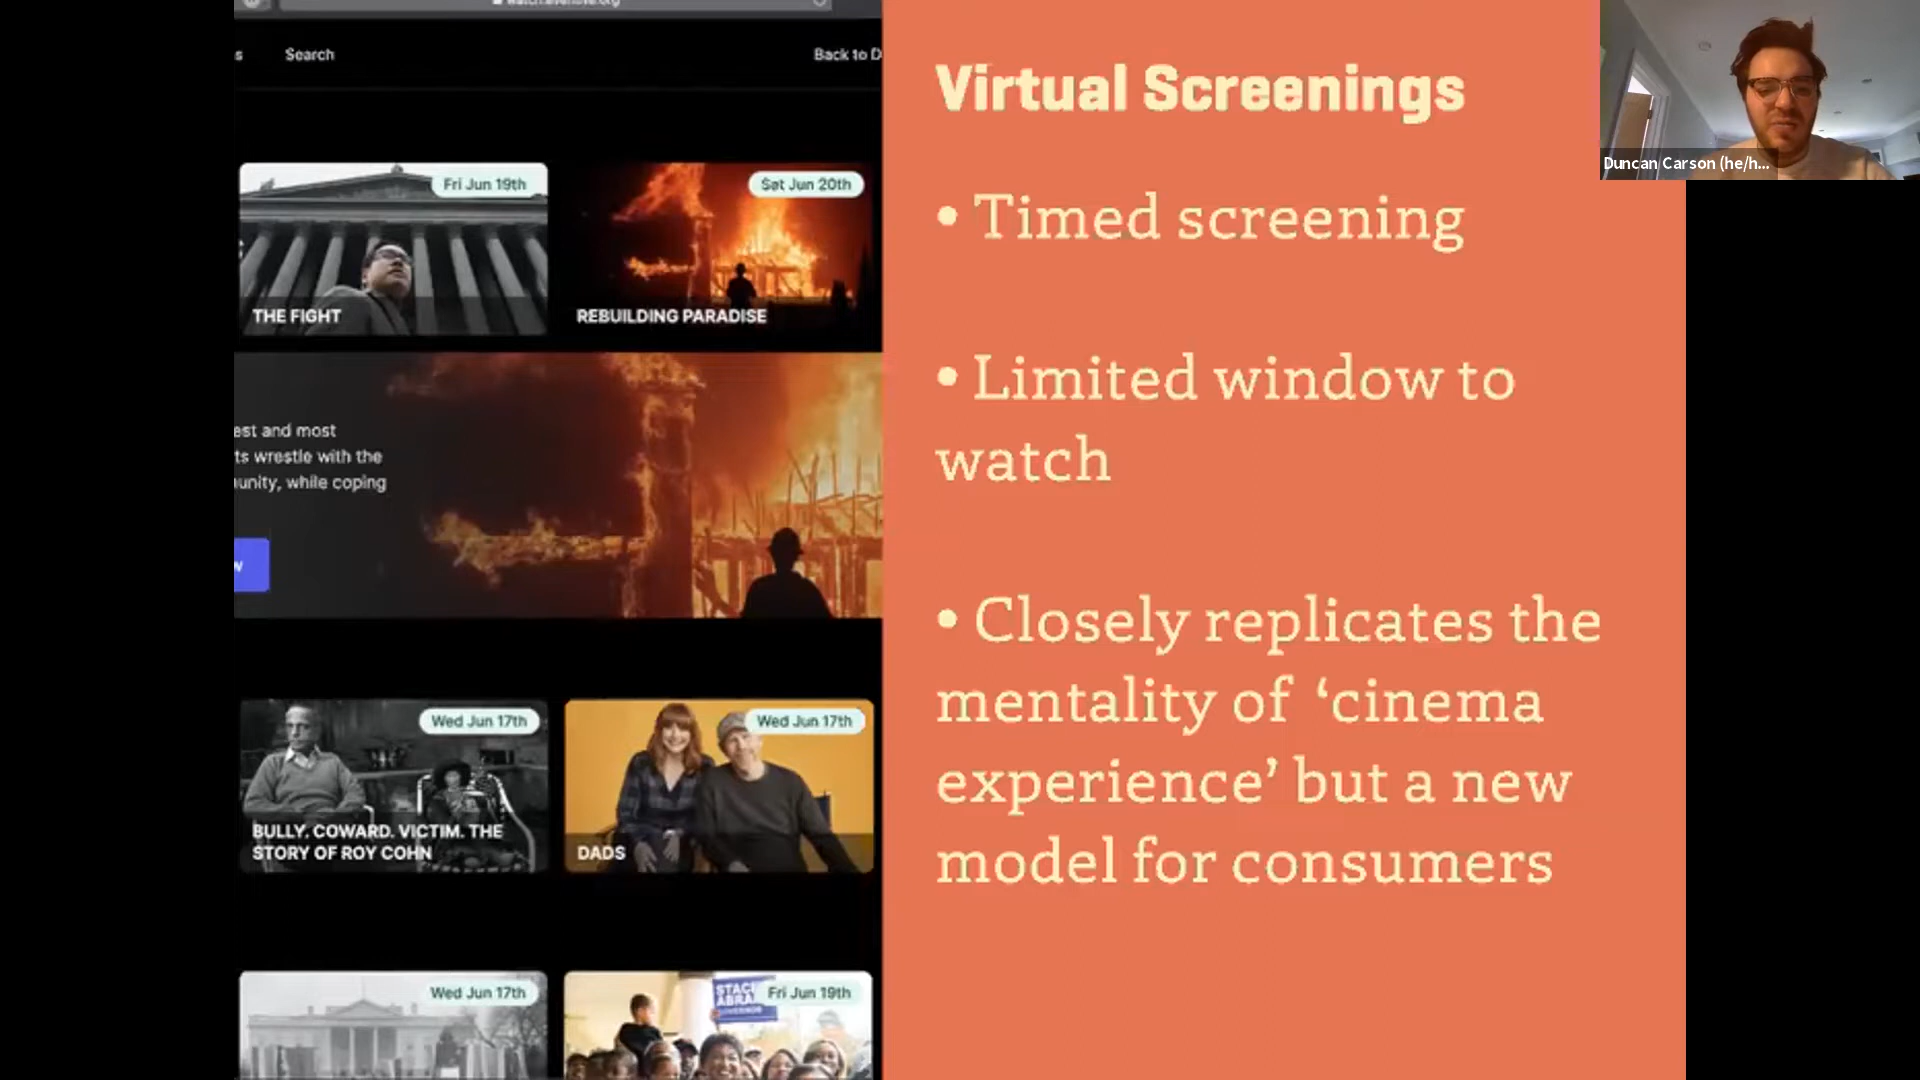 Search
Back to D
Fri Jun 19th
THE FIGHT
Sat Jun 20th
REBUILDING PARADISE
est and most
ts wrestle with the
unity, while coping
w
Wed Jun 17th
BULLY. COWARD. VICTIM. THE
STORY OF ROY COHN
Wed Jun 17th
DADS
Wed Jun 17th
Fri Jun 19th
STAC
ABRA
Virtual Screenings
• Timed screening
• Limited window to
watch
• Closely replicates the
mentality of ‘cinema
experience’ but a new
model for consumers
Duncan Carson (he/h...